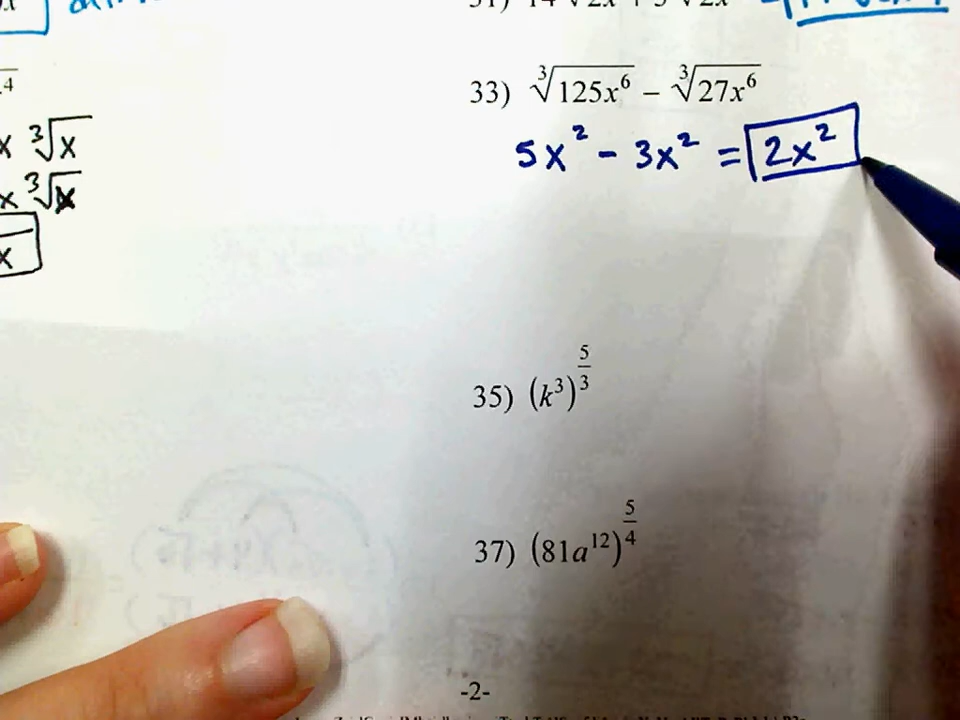 33) ∛125x⁶ − ∛27x⁶
5x² − 3x² = 2x²
x ∛x
x ∛x
x
35) (k³)^(5/3)
37) (81a¹²)^(5/4)
-2-